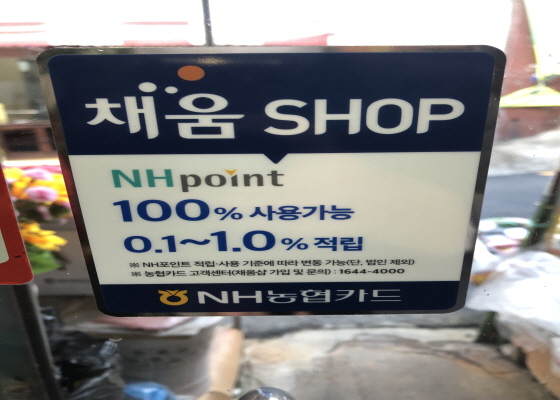 채움 SHOP
NHpoint
100% 사용가능
0.1~1.0% 적립
※ NH포인트 적립·사용 기준에 따라 변동 가능(단, 법인 제외)
※ 농협카드 고객센터(채움샵 가입 및 문의) : 1644-4000
NH농협카드